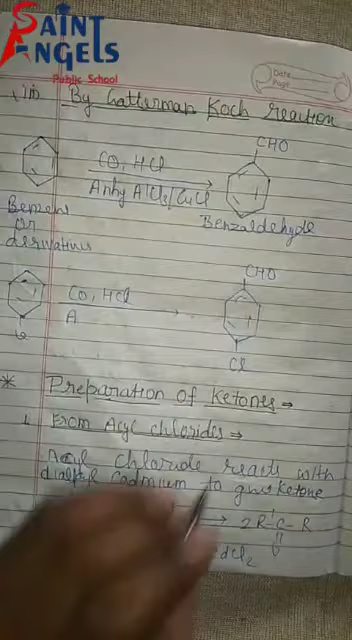 SAINT
ANGELS
Public School
Date
Page
By Gatterman Koch reaction
CHO
CO, HCl
Anhy AlCl3/CuCl
Benzene
or
derivatives
Benzaldehyde
CHO
CO, HCl
A
Cl
* Preparation of Ketones →
1 From Acyl chlorides →
Acyl chloride reacts with
dialkyl Cadmium to give Ketone
→ 2R-C-R
O
dCl2